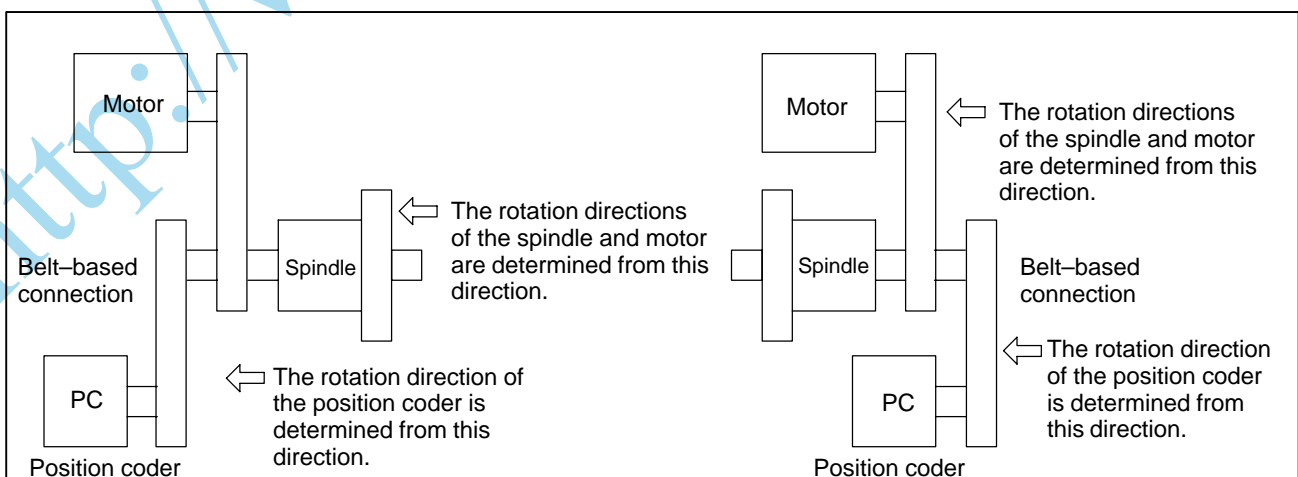 Motor
The rotation directions
of the spindle and motor
are determined from this
direction.
Spindle
Belt–based
connection
PC
The rotation direction of
the position coder is
determined from this
direction.
Position coder
Motor
The rotation directions
of the spindle and motor
are determined from this
direction.
Spindle
Belt–based
connection
PC
The rotation direction
of the position coder
is determined from
this direction.
Position coder
http://